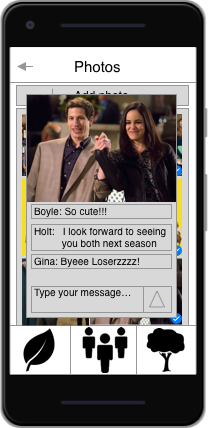 Photos
Add photo
Boyle: So cute!!!
Holt: I look forward to seeing
you both next season
Gina: Byeee Loserzzzz!
Type your message...